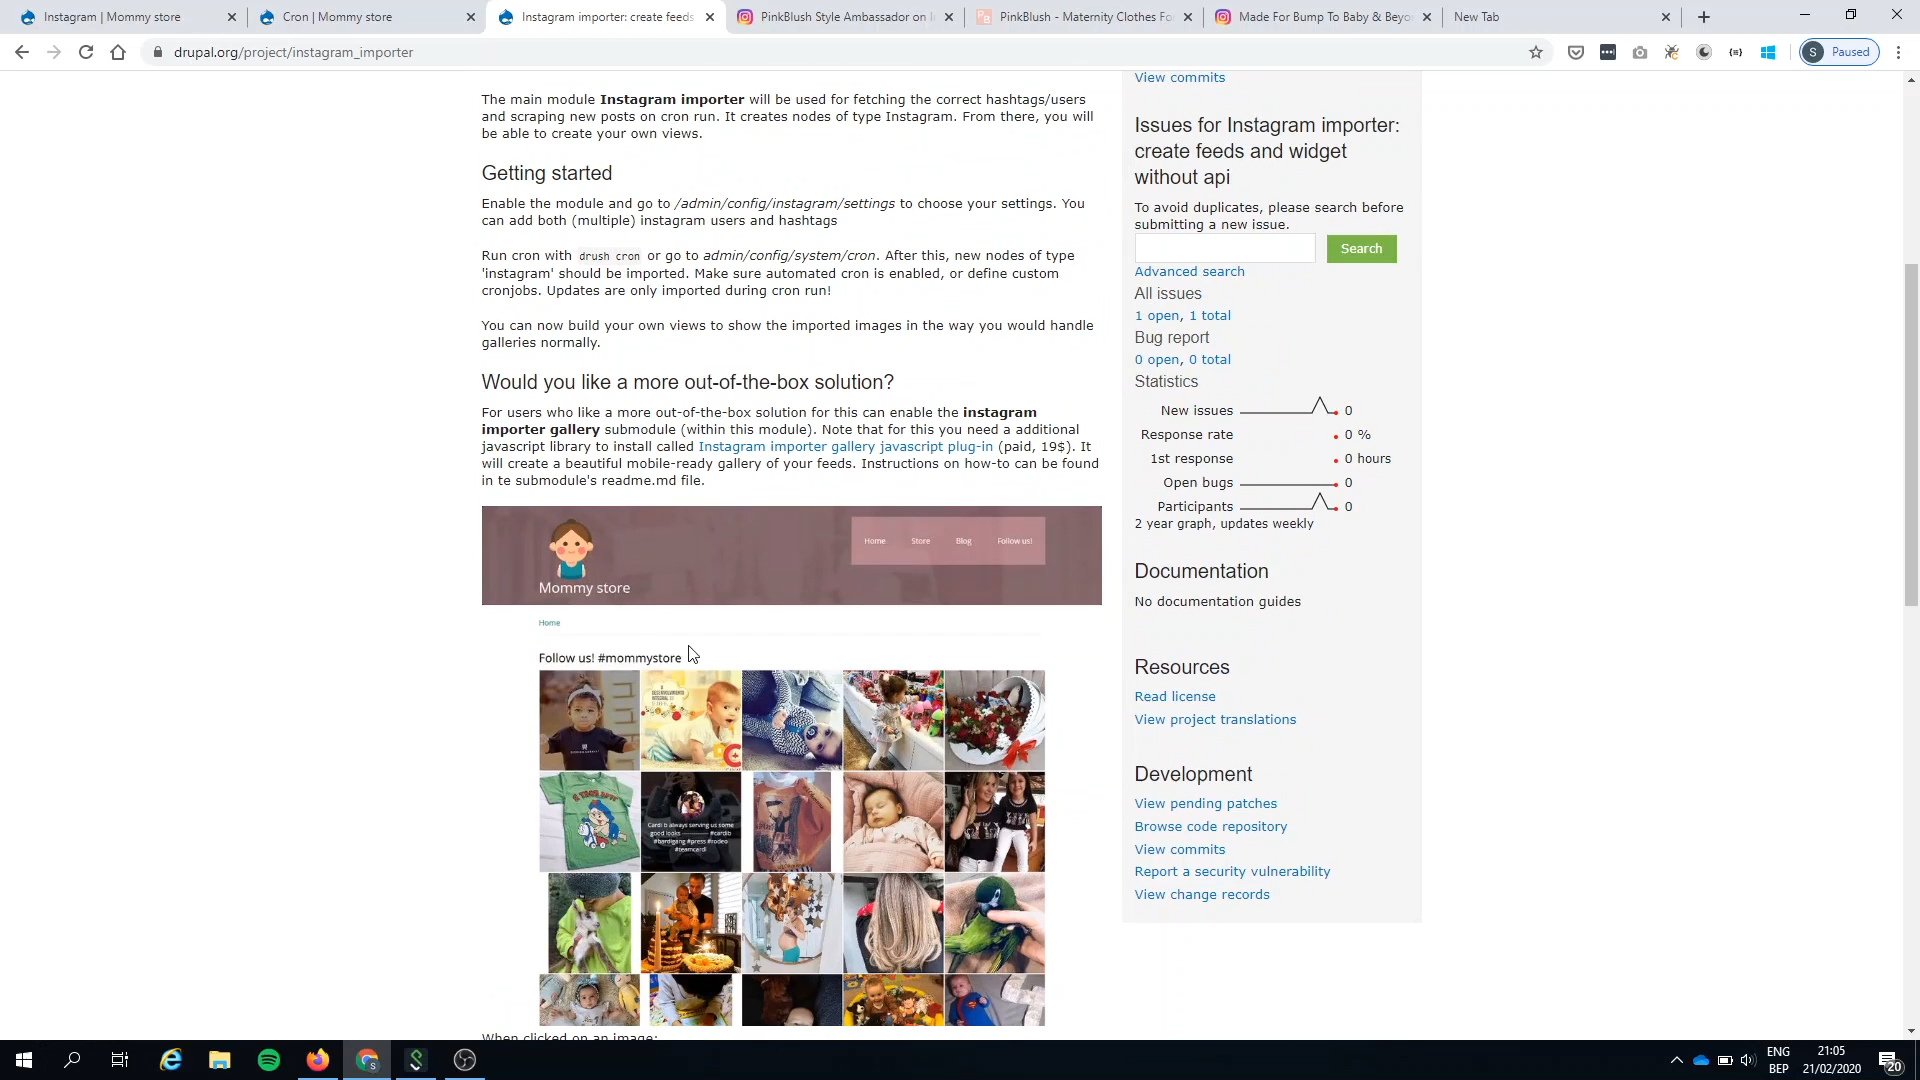 Instagram | Mommy store
Cron | Mommy store
Instagram importer: create feeds
PinkBlush Style Ambassador on I
PinkBlush - Maternity Clothes Fo
Made For Bump To Baby & Beyo
New Tab
drupal.org/project/instagram_importer
S Paused
The main module Instagram importer will be used for fetching the correct hashtags/users
and scraping new posts on cron run. It creates nodes of type Instagram. From there, you will
be able to create your own views.
Getting started
Enable the module and go to /admin/config/instagram/settings to choose your settings. You
can add both (multiple) instagram users and hashtags
Run cron with drush cron or go to admin/config/system/cron. After this, new nodes of type
'instagram' should be imported. Make sure automated cron is enabled, or define custom
cronjobs. Updates are only imported during cron run!
You can now build your own views to show the imported images in the way you would handle
galleries normally.
Would you like a more out-of-the-box solution?
For users who like a more out-of-the-box solution for this can enable the instagram
importer gallery submodule (within this module). Note that for this you need a additional
javascript library to install called Instagram importer gallery javascript plug-in (paid, 19$). It
will create a beautiful mobile-ready gallery of your feeds. Instructions on how-to can be found
in te submodule's readme.md file.
Home Store Blog Follow us!
Mommy store
Home
Follow us! #mommystore
Cardi b always serving us some
good looks ————— #cardib
#bardigang #press #rodeo
#teamcardi
When clicked on an image:
View commits
Issues for Instagram importer:
create feeds and widget
without api
To avoid duplicates, please search before
submitting a new issue.
Search
Advanced search
All issues
1 open, 1 total
Bug report
0 open, 0 total
Statistics
New issues 0
Response rate 0 %
1st response 0 hours
Open bugs 0
Participants 0
2 year graph, updates weekly
Documentation
No documentation guides
Resources
Read license
View project translations
Development
View pending patches
Browse code repository
View commits
Report a security vulnerability
View change records
ENG
BEP
21:05
21/02/2020
20